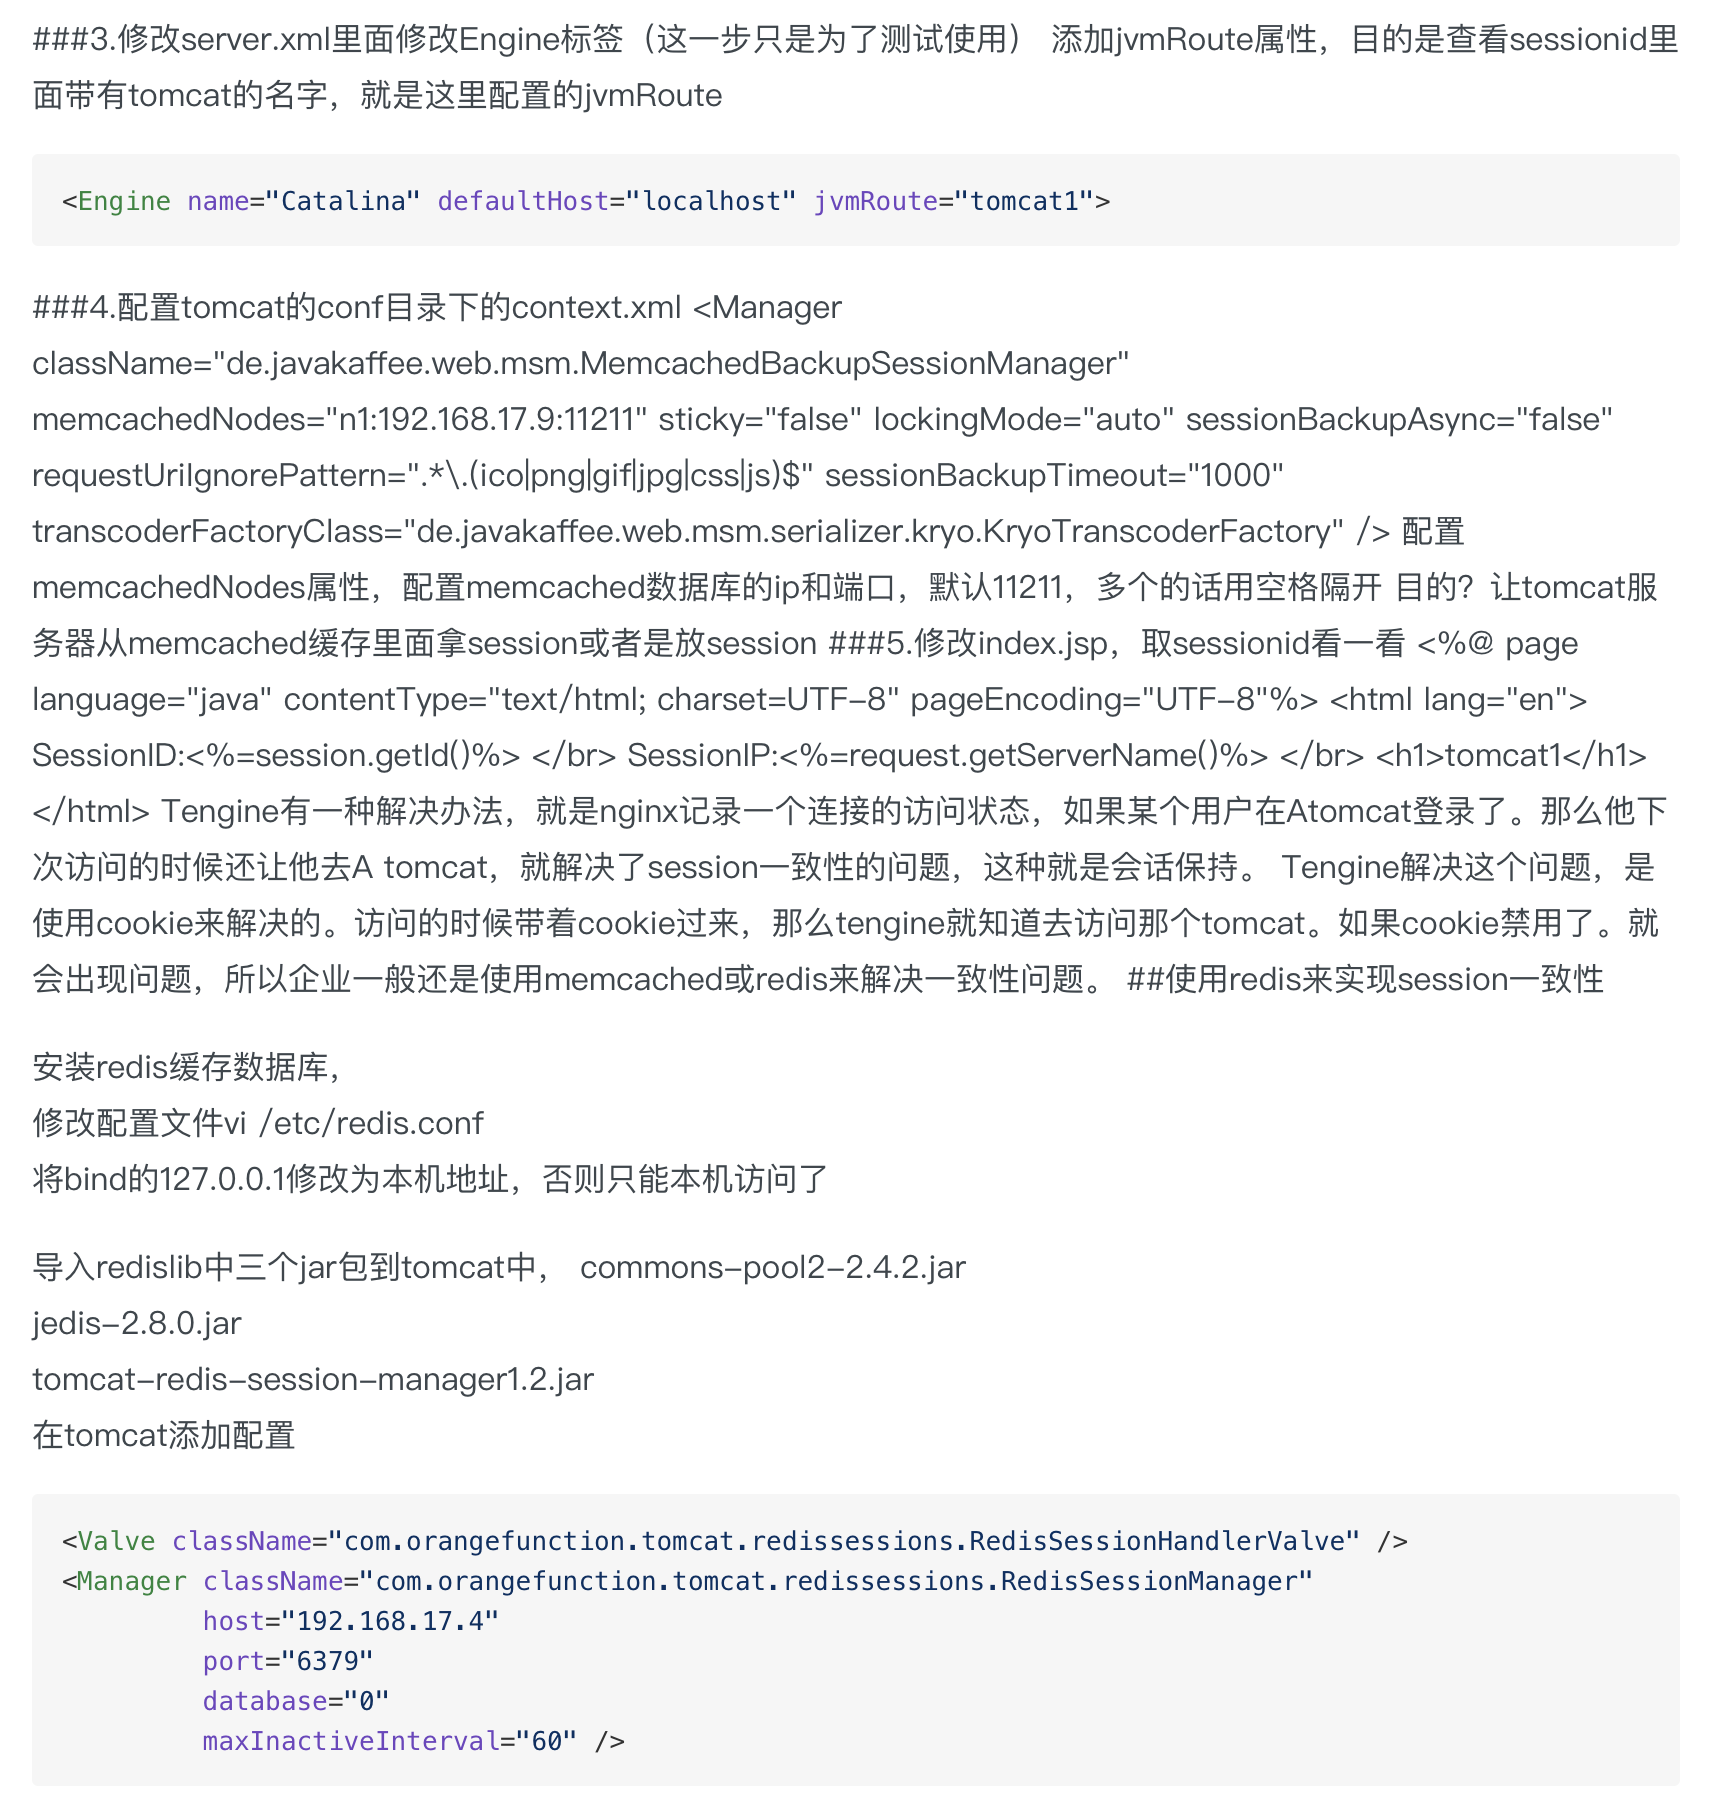 ###3.修改server.xml里面修改Engine标签（这一步只是为了测试使用） 添加jvmRoute属性，目的是查看sessionid里
面带有tomcat的名字，就是这里配置的jvmRoute
<Engine name="Catalina" defaultHost="localhost" jvmRoute="tomcat1">
###4.配置tomcat的conf目录下的context.xml <Manager
className="de.javakaffee.web.msm.MemcachedBackupSessionManager"
memcachedNodes="n1:192.168.17.9:11211" sticky="false" lockingMode="auto" sessionBackupAsync="false"
requestUriIgnorePattern=".*\.(ico|png|gif|jpg|css|js)$" sessionBackupTimeout="1000"
transcoderFactoryClass="de.javakaffee.web.msm.serializer.kryo.KryoTranscoderFactory" /> 配置
memcachedNodes属性，配置memcached数据库的ip和端口，默认11211，多个的话用空格隔开 目的？让tomcat服
务器从memcached缓存里面拿session或者是放session ###5.修改index.jsp，取sessionid看一看 <%@ page
language="java" contentType="text/html; charset=UTF-8" pageEncoding="UTF-8"%> <html lang="en">
SessionID:<%=session.getId()%> </br> SessionIP:<%=request.getServerName()%> </br> <h1>tomcat1</h1>
</html> Tengine有一种解决办法，就是nginx记录一个连接的访问状态，如果某个用户在Atomcat登录了。那么他下
次访问的时候还让他去A tomcat，就解决了session一致性的问题，这种就是会话保持。 Tengine解决这个问题，是
使用cookie来解决的。访问的时候带着cookie过来，那么tengine就知道去访问那个tomcat。如果cookie禁用了。就
会出现问题，所以企业一般还是使用memcached或redis来解决一致性问题。 ##使用redis来实现session一致性
安装redis缓存数据库，
修改配置文件vi /etc/redis.conf
将bind的127.0.0.1修改为本机地址，否则只能本机访问了
导入redislib中三个jar包到tomcat中， commons-pool2-2.4.2.jar
jedis-2.8.0.jar
tomcat-redis-session-manager1.2.jar
在tomcat添加配置
<Valve className="com.orangefunction.tomcat.redissessions.RedisSessionHandlerValve" />
<Manager className="com.orangefunction.tomcat.redissessions.RedisSessionManager"
host="192.168.17.4"
port="6379"
database="0"
maxInactiveInterval="60" />